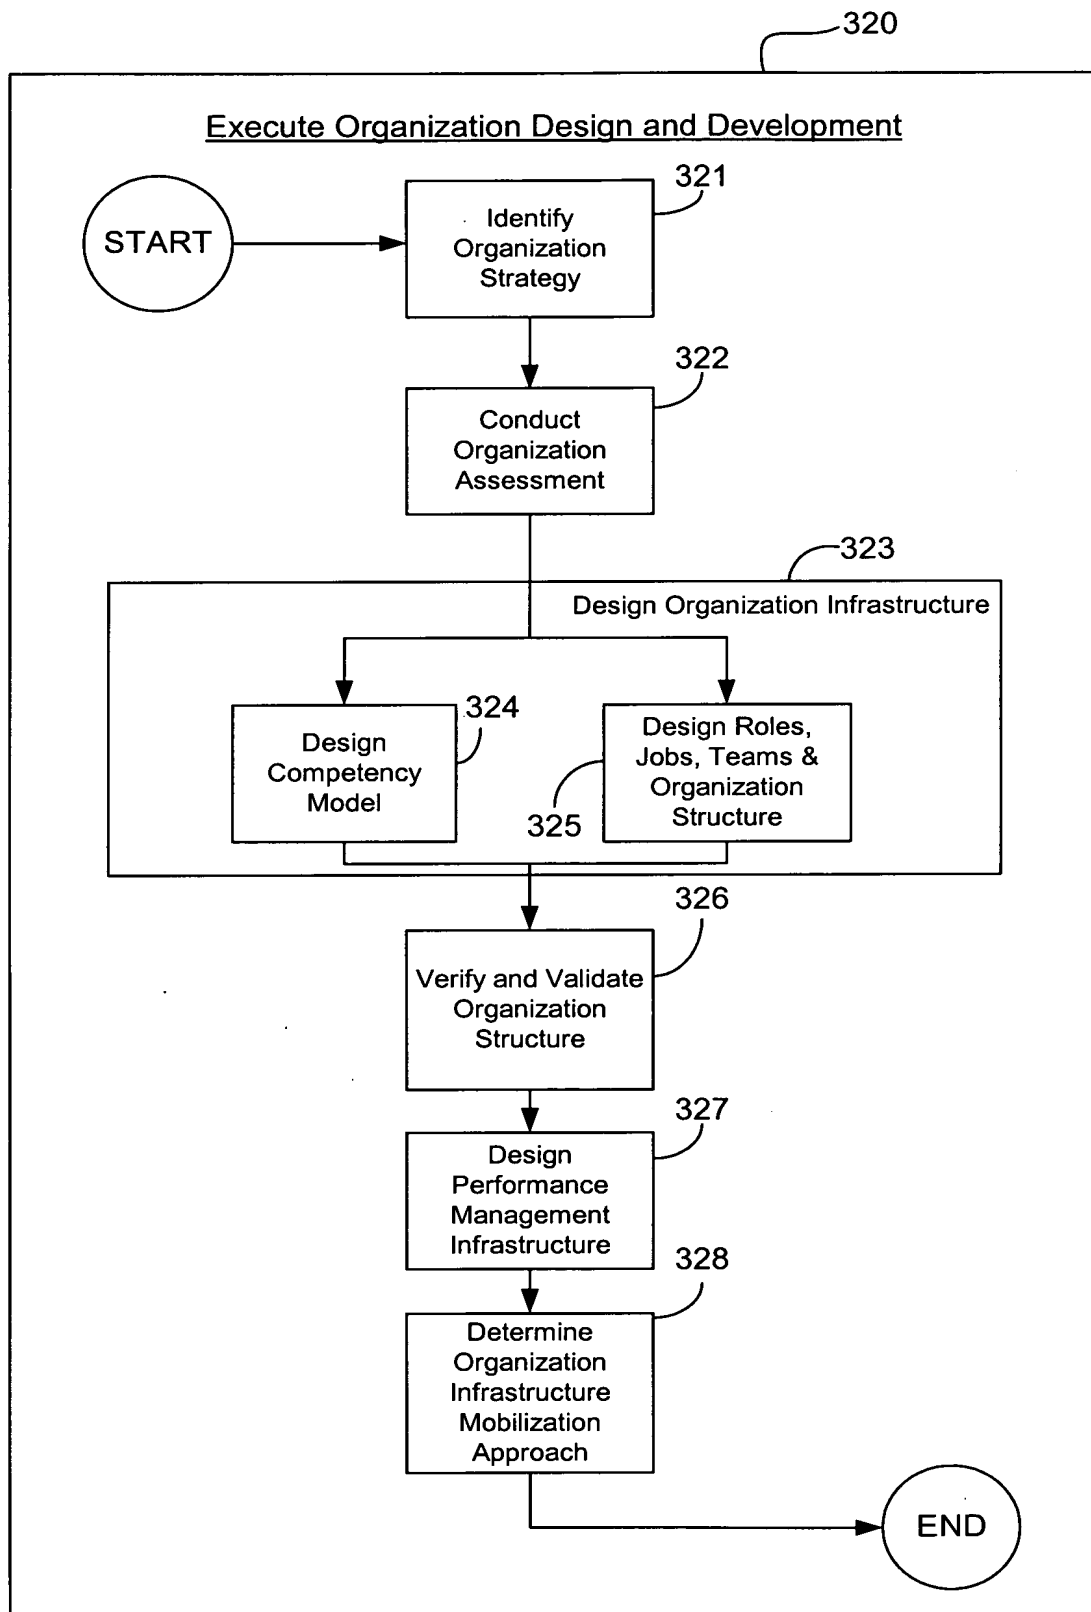 320
Execute Organization Design and Development
START
321
Identify
Organization
Strategy
322
Conduct
Organization
Assessment
323
Design Organization Infrastructure
324
Design
Competency
Model
325
Design Roles,
Jobs, Teams &
Organization
Structure
326
Verify and Validate
Organization
Structure
327
Design
Performance
Management
Infrastructure
328
Determine
Organization
Infrastructure
Mobilization
Approach
END